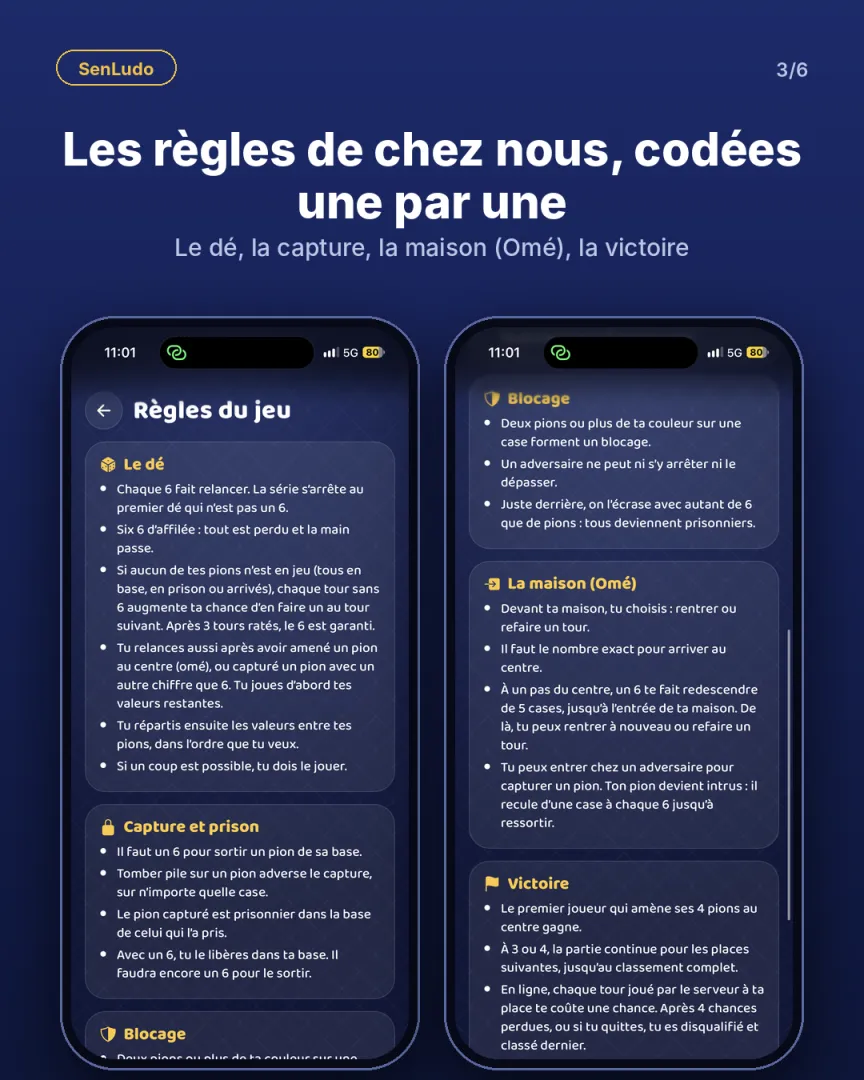 SenLudo
3/6
Les règles de chez nous, codées
une par une
Le dé, la capture, la maison (Omé), la victoire
11:01
5G 80
Règles du jeu
Le dé
• Chaque 6 fait relancer. La série s'arrête au
premier dé qui n'est pas un 6.
• Six 6 d'affilée : tout est perdu et la main
passe.
• Si aucun de tes pions n'est en jeu (tous en
base, en prison ou arrivés), chaque tour sans
6 augmente ta chance d'en faire un au tour
suivant. Après 3 tours ratés, le 6 est garanti.
• Tu relances aussi après avoir amené un pion
au centre (omé), ou capturé un pion avec un
autre chiffre que 6. Tu joues d'abord tes
valeurs restantes.
• Tu répartis ensuite les valeurs entre tes
pions, dans l'ordre que tu veux.
• Si un coup est possible, tu dois le jouer.
Capture et prison
• Il faut un 6 pour sortir un pion de sa base.
• Tomber pile sur un pion adverse le capture,
sur n'importe quelle case.
• Le pion capturé est prisonnier dans la base
de celui qui l'a pris.
• Avec un 6, tu le libères dans ta base. Il
faudra encore un 6 pour le sortir.
Blocage
• Deux pions ou plus de ta couleur sur une
11:01
5G 80
Blocage
• Deux pions ou plus de ta couleur sur une
case forment un blocage.
• Un adversaire ne peut ni s'y arrêter ni le
dépasser.
• Juste derrière, on l'écrase avec autant de 6
que de pions : tous deviennent prisonniers.
La maison (Omé)
• Devant ta maison, tu choisis : rentrer ou
refaire un tour.
• Il faut le nombre exact pour arriver au
centre.
• À un pas du centre, un 6 te fait redescendre
de 5 cases, jusqu'à l'entrée de ta maison. De
là, tu peux rentrer à nouveau ou refaire un
tour.
• Tu peux entrer chez un adversaire pour
capturer un pion. Ton pion devient intrus : il
recule d'une case à chaque 6 jusqu'à
ressortir.
Victoire
• Le premier joueur qui amène ses 4 pions au
centre gagne.
• À 3 ou 4, la partie continue pour les places
suivantes, jusqu'au classement complet.
• En ligne, chaque tour joué par le serveur à ta
place te coûte une chance. Après 4 chances
perdues, ou si tu quittes, tu es disqualifié et
classé dernier.